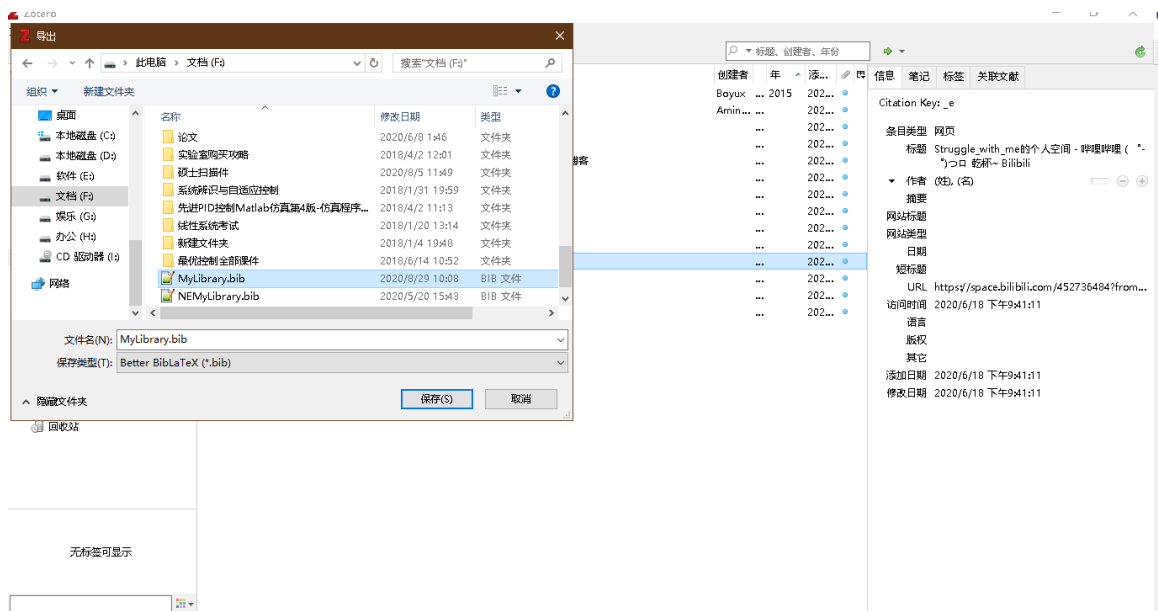 Zotero
导出
此电脑 › 文档 (F:)
搜索"文档 (F:)"
组织
新建文件夹
桌面
本地磁盘 (C:)
本地磁盘 (D:)
软件 (E:)
文档 (F:)
娱乐 (G:)
办公 (H:)
CD 驱动器 (I:)
网络
名称 修改日期 类型
论文 2020/6/8 1:46 文件夹
实验室购买攻略 2018/4/2 12:01 文件夹
硕士扫描件 2020/8/5 11:49 文件夹
系统辨识与自适应控制 2018/1/31 19:59 文件夹
先进PID控制Matlab仿真第4版-仿真程序... 2018/4/2 11:13 文件夹
线性系统考试 2018/1/20 13:14 文件夹
新建文件夹 2018/1/4 19:48 文件夹
最优控制全部课件 2018/6/14 10:52 文件夹
MyLibrary.bib 2020/8/29 10:08 BIB 文件
NEMyLibrary.bib 2020/5/20 15:43 BIB 文件
文件名(N): MyLibrary.bib
保存类型(T): Better BibLaTeX (*.bib)
隐藏文件夹
保存(S)
取消
回收站
无标签可显示
标题、创建者、年份
创建者 年 添...
Boyux ... 2015 202...
Amin... ... 202...
... 202...
... 202...
博客 ... 202...
... 202...
... 202...
... 202...
... 202...
... 202...
... 202...
... 202...
... 202...
信息 笔记 标签 关联文献
Citation Key: _e
条目类型 网页
标题 Struggle_with_me的个人空间 - 哔哩哔哩 ( ゜-
゜)つロ 乾杯~ Bilibili
作者 (姓), (名)
摘要
网站标题
网站类型
日期
短标题
URL https://space.bilibili.com/452736484?from...
访问时间 2020/6/18 下午9:41:11
语言
版权
其它
添加日期 2020/6/18 下午9:41:11
修改日期 2020/6/18 下午9:41:11